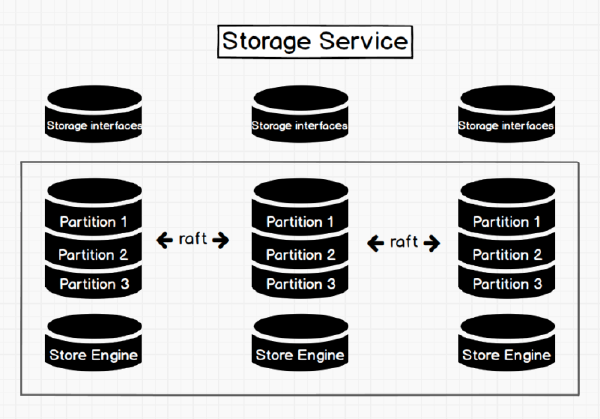 Storage Service
Storage interfaces Storage interfaces Storage interfaces
Partition 1 Partition 1 Partition 1
raft raft
Partition 2 Partition 2 Partition 2
Partition 3 Partition 3 Partition 3
Store Engine Store Engine Store Engine